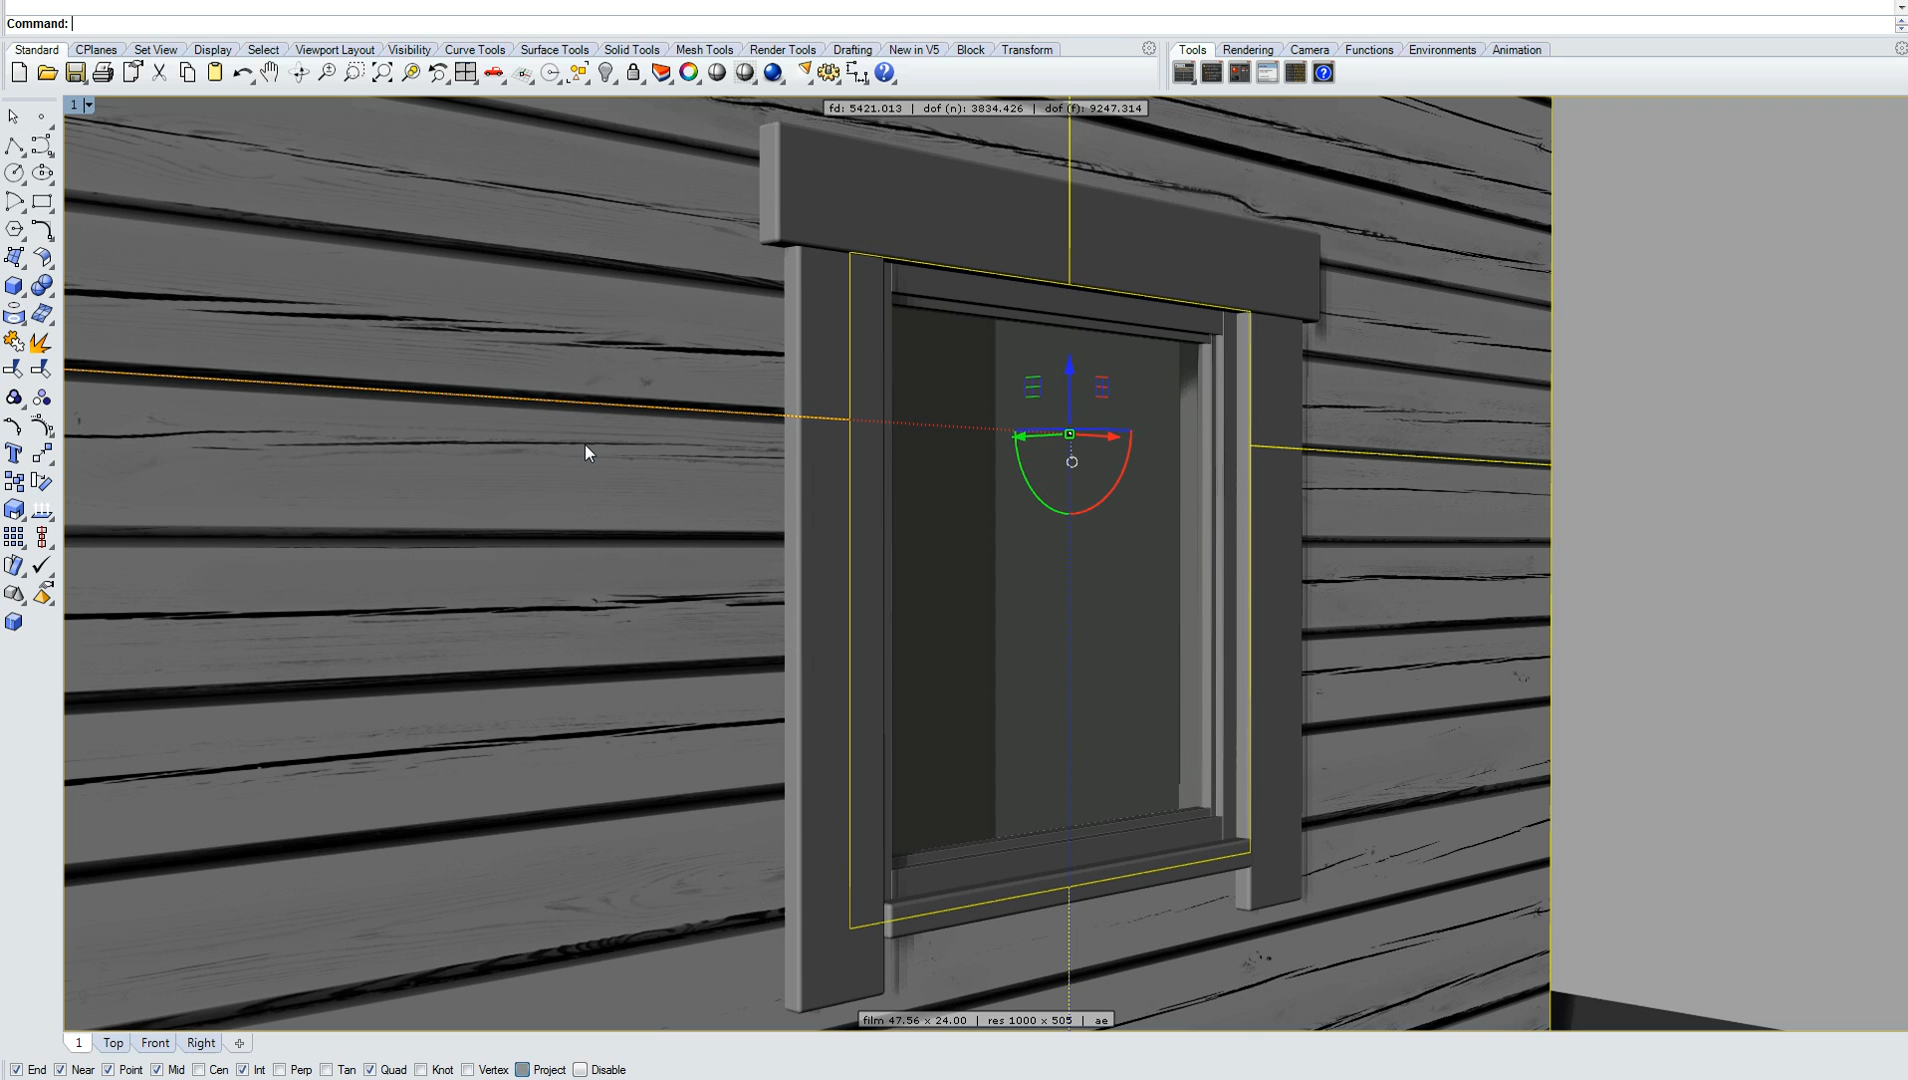 Command:
Standard CPlanes Set View Display Select Viewport Layout Visibility Curve Tools Surface Tools Solid Tools Mesh Tools Render Tools Drafting New in V5 Block Transform
Tools Rendering Camera Functions Environments Animation
1
fd: 5421.013 | dof (n): 3834.426 | dof (f): 9247.314
film 47.56 x 24.00 | res 1000 x 505 | ae
1 Top Front Right
End Near Point Mid Cen Int Perp Tan Quad Knot Vertex Project Disable